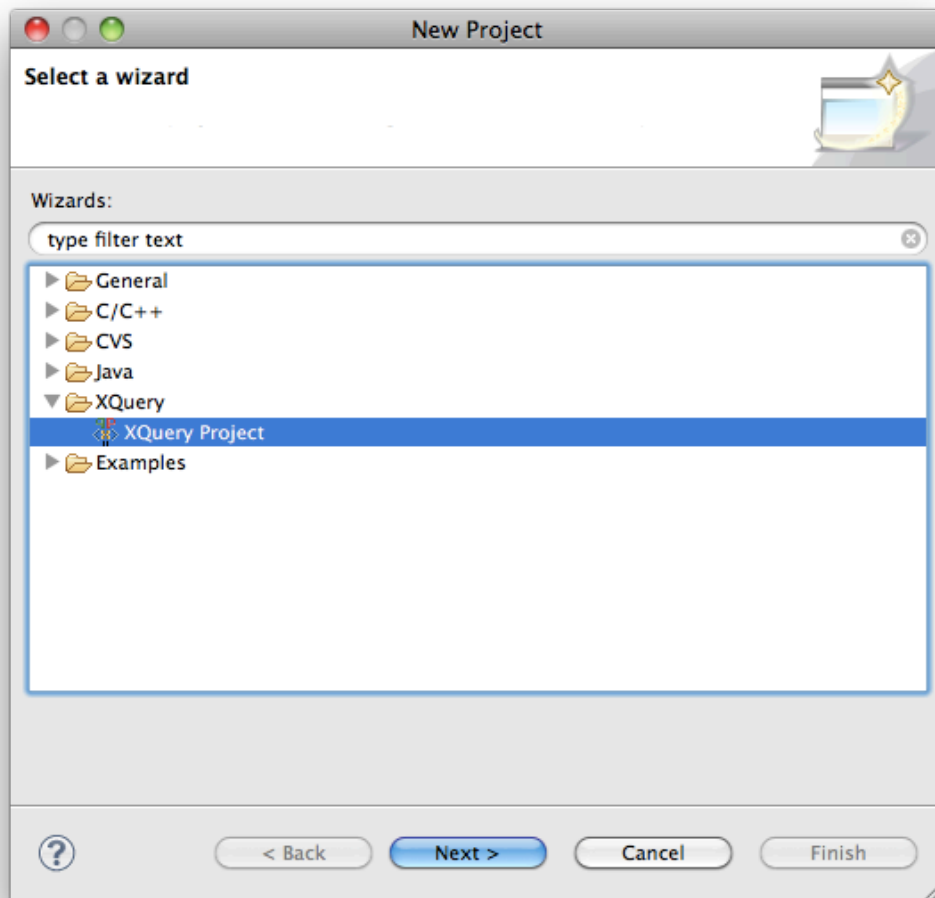 New Project
Select a wizard
Wizards:
type filter text
General
C/C++
CVS
Java
XQuery
XQuery Project
Examples
? < Back Next > Cancel Finish